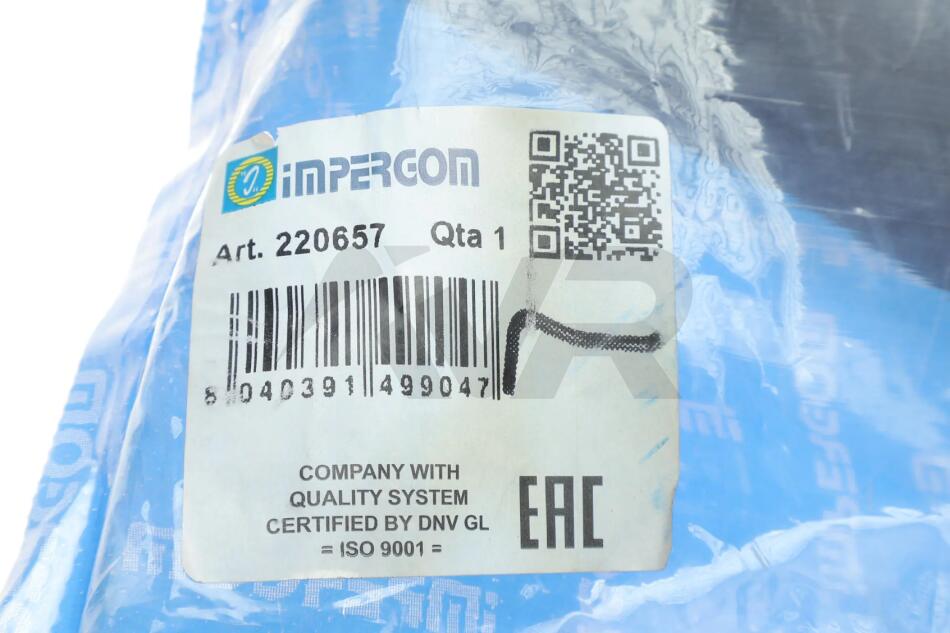 IMPERGOM
Art. 220657 Qta 1
8 040391 499047
COMPANY WITH
QUALITY SYSTEM
CERTIFIED BY DNV GL
= ISO 9001 =
EAC